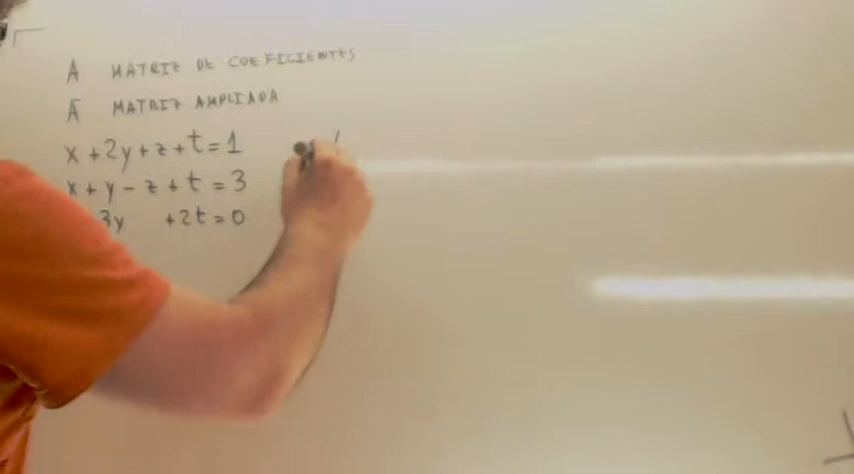 A MATRIZ DE COEFICIENTES
Ā MATRIZ AMPLIADA
x + 2y + z + t = 1
x + y - z + t = 3
3y + 2t = 0